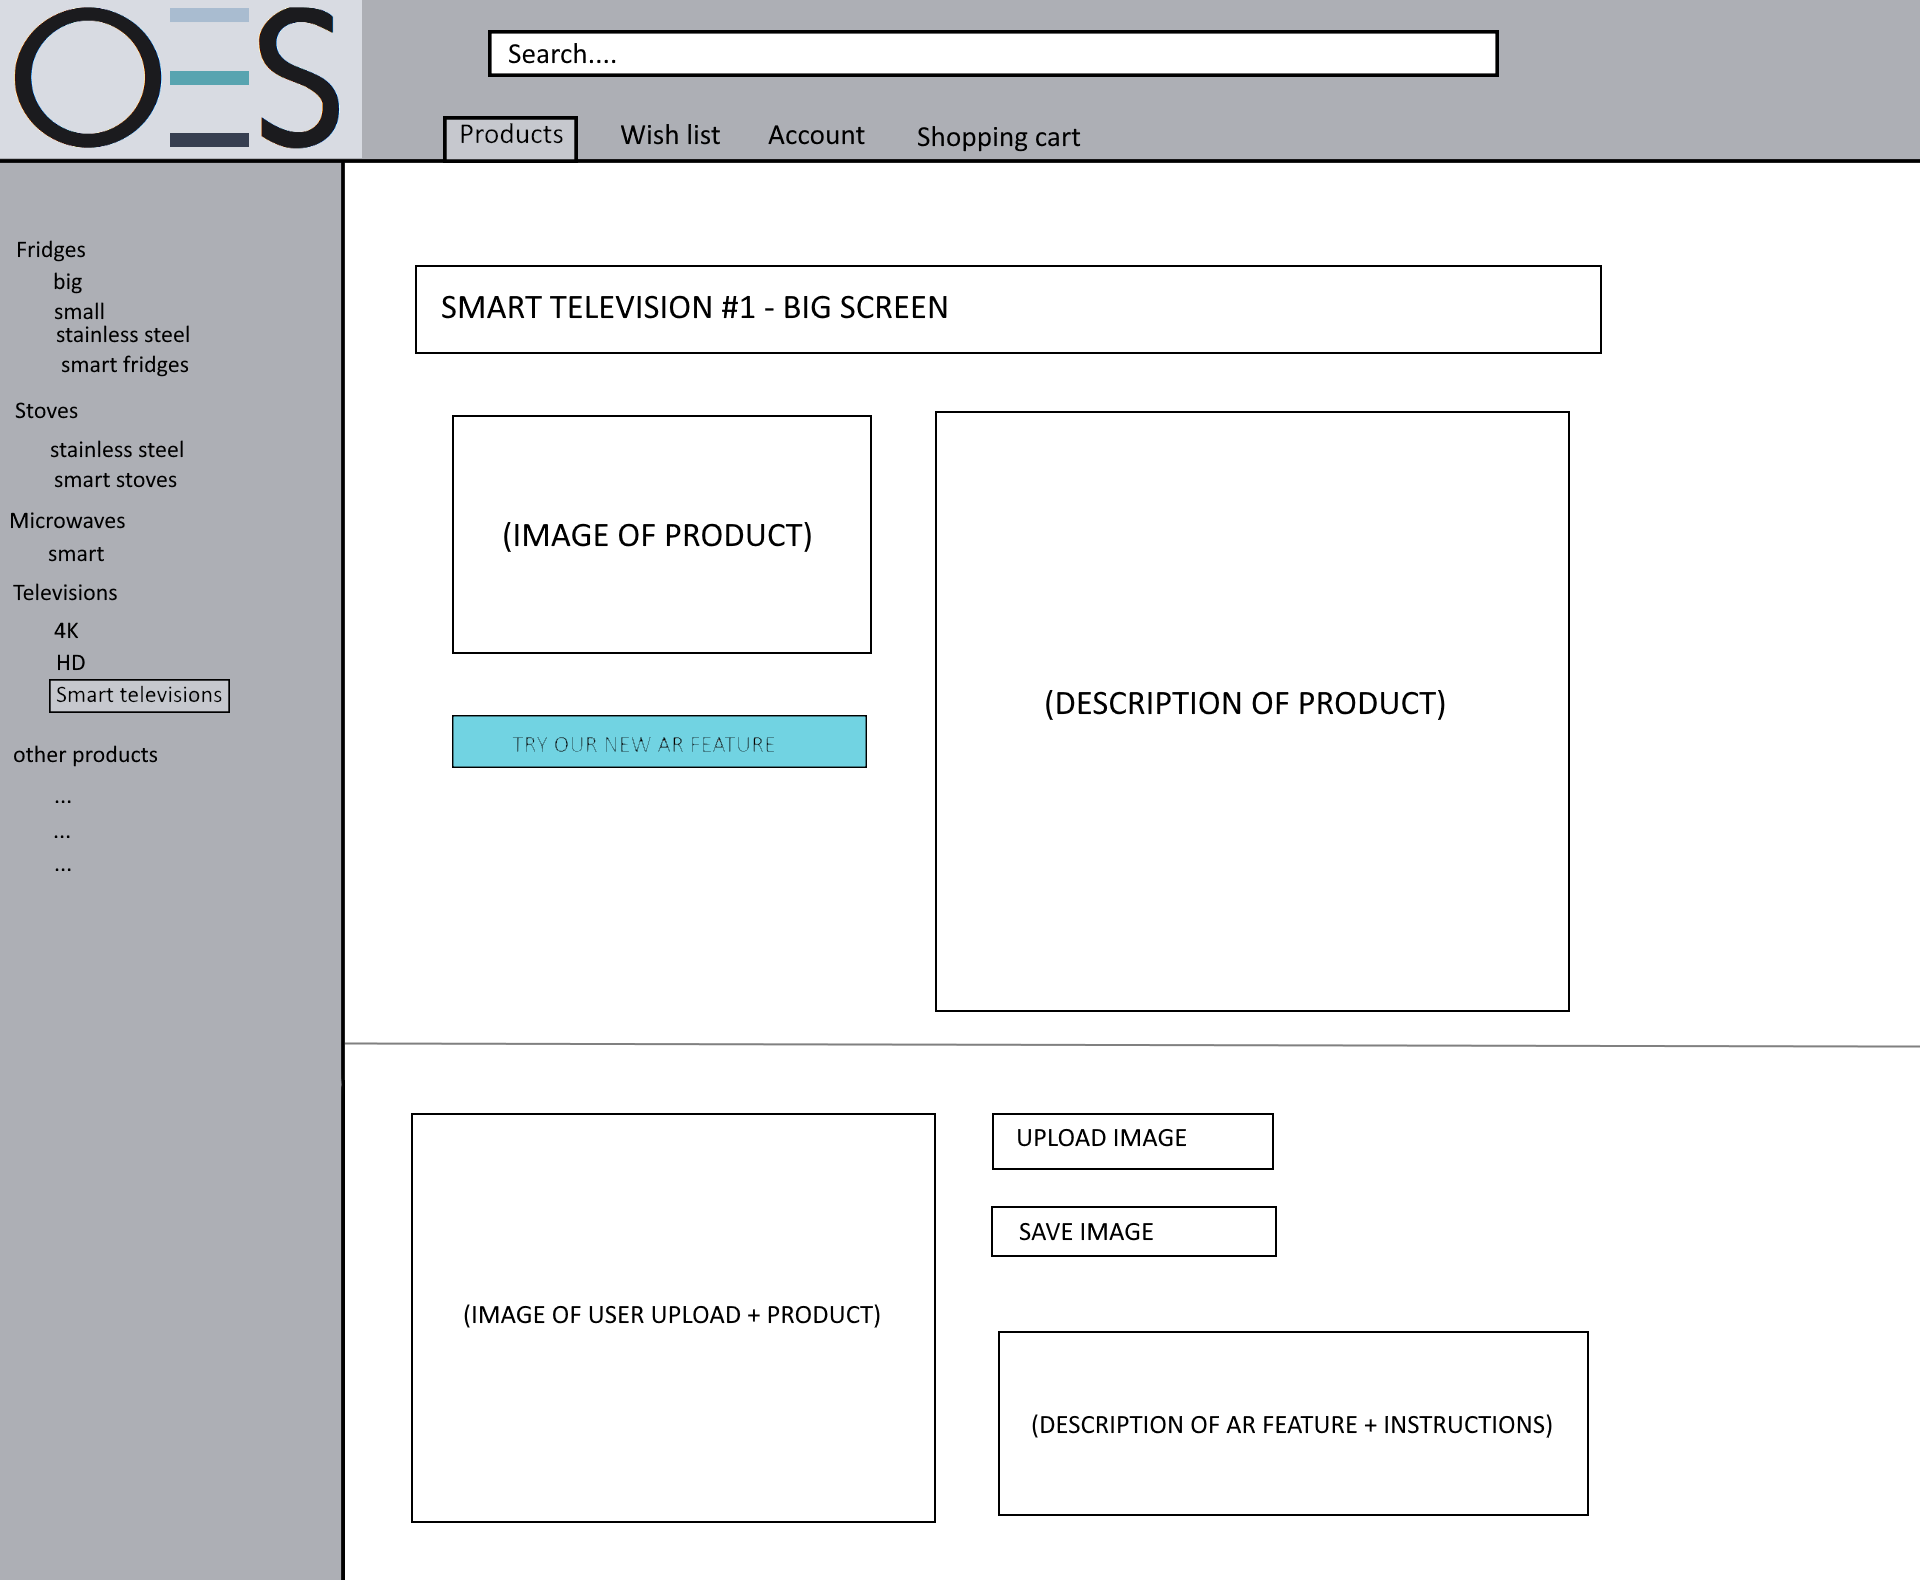 OES
Search....
Products
Wish list
Account
Shopping cart
Fridges
big
small
stainless steel
smart fridges
Stoves
stainless steel
smart stoves
Microwaves
smart
Televisions
4K
HD
Smart televisions
other products
...
...
...
SMART TELEVISION #1 - BIG SCREEN
(IMAGE OF PRODUCT)
TRY OUR NEW AR FEATURE
(DESCRIPTION OF PRODUCT)
(IMAGE OF USER UPLOAD + PRODUCT)
UPLOAD IMAGE
SAVE IMAGE
(DESCRIPTION OF AR FEATURE + INSTRUCTIONS)